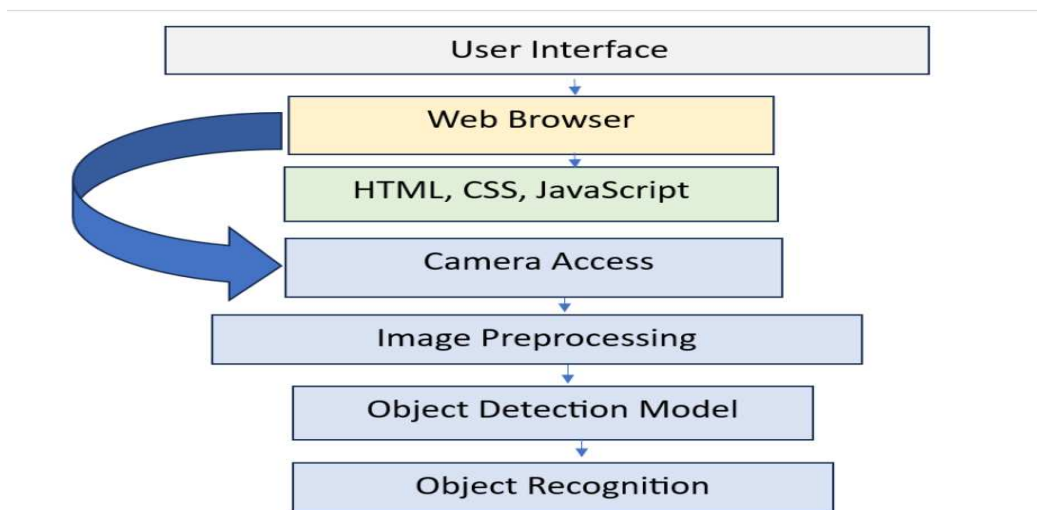 User Interface
Web Browser
HTML, CSS, JavaScript
Camera Access
Image Preprocessing
Object Detection Model
Object Recognition